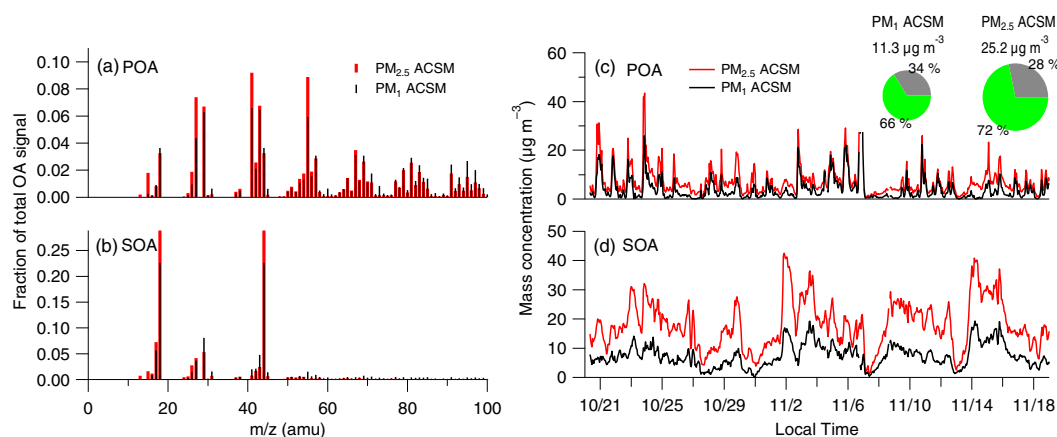 (a) POA
PM2.5 ACSM
PM1 ACSM
0.10
0.08
0.06
0.04
0.02
0.00
Fraction of total OA signal
(b) SOA
0.25
0.20
0.15
0.10
0.05
0.00
0 20 40 60 80 100
m/z (amu)
PM1 ACSM PM2.5 ACSM
11.3 µg m⁻³ 25.2 µg m⁻³
34 % 28 %
66 % 72 %
(c) POA
PM2.5 ACSM
PM1 ACSM
60
40
20
0
Mass concentration (µg m⁻³)
(d) SOA
50
40
30
20
10
0
10/21 10/25 10/29 11/2 11/6 11/10 11/14 11/18
Local Time